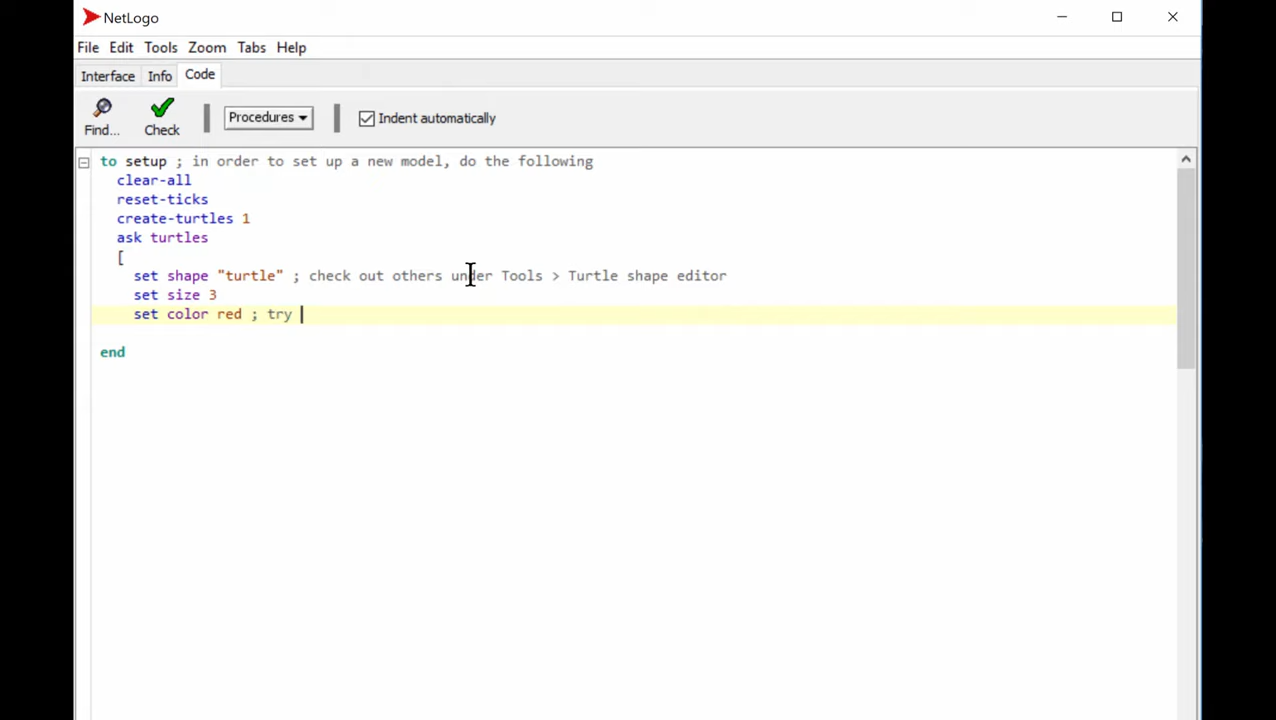 NetLogo
File Edit Tools Zoom Tabs Help
Interface Info Code
Find... Check Procedures Indent automatically
to setup ; in order to set up a new model, do the following
clear-all
reset-ticks
create-turtles 1
ask turtles
[
set shape "turtle" ; check out others under Tools > Turtle shape editor
set size 3
set color red ; try
end